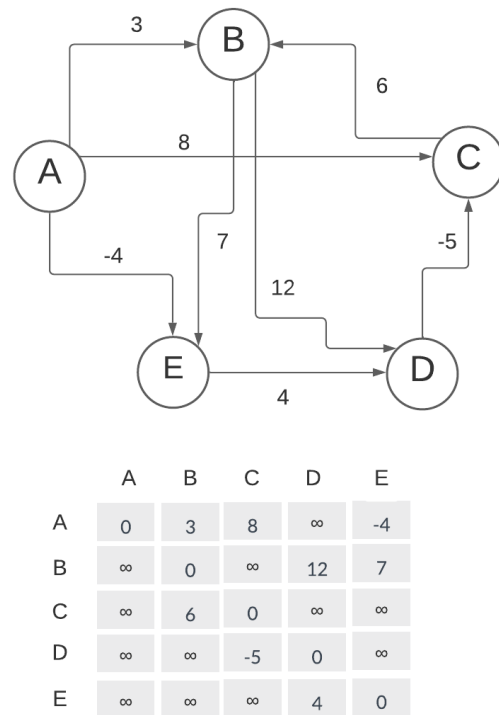 3
B
6
8
A
C
-4
7
-5
12
E
D
4
A B C D E
A 0 3 8 ∞ -4
B ∞ 0 ∞ 12 7
C ∞ 6 0 ∞ ∞
D ∞ ∞ -5 0 ∞
E ∞ ∞ ∞ 4 0